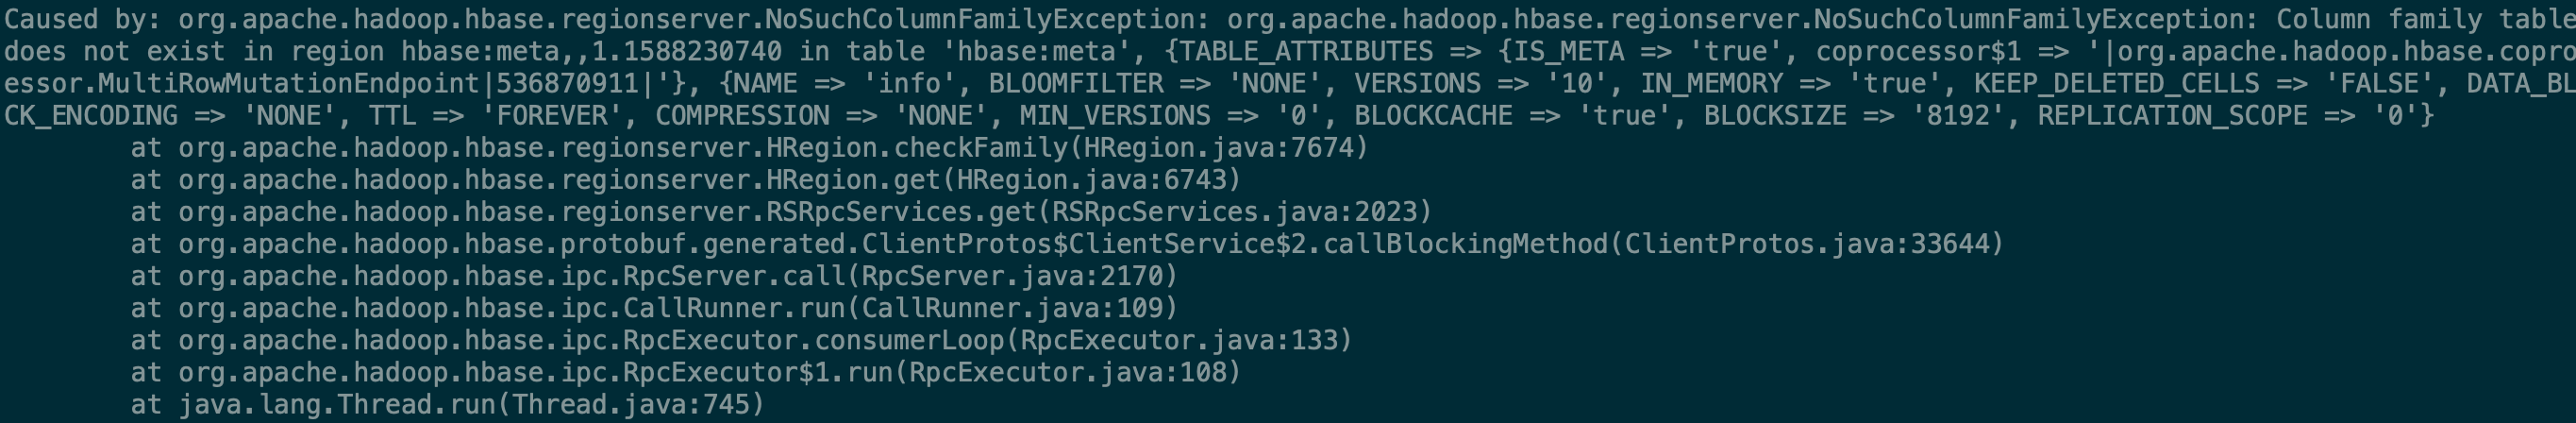 Caused by: org.apache.hadoop.hbase.regionserver.NoSuchColumnFamilyException: org.apache.hadoop.hbase.regionserver.NoSuchColumnFamilyException: Column family table
does not exist in region hbase:meta,,1.1588230740 in table 'hbase:meta', {TABLE_ATTRIBUTES => {IS_META => 'true', coprocessor$1 => '|org.apache.hadoop.hbase.copro
essor.MultiRowMutationEndpoint|536870911|'}, {NAME => 'info', BLOOMFILTER => 'NONE', VERSIONS => '10', IN_MEMORY => 'true', KEEP_DELETED_CELLS => 'FALSE', DATA_BL
CK_ENCODING => 'NONE', TTL => 'FOREVER', COMPRESSION => 'NONE', MIN_VERSIONS => '0', BLOCKCACHE => 'true', BLOCKSIZE => '8192', REPLICATION_SCOPE => '0'}
at org.apache.hadoop.hbase.regionserver.HRegion.checkFamily(HRegion.java:7674)
at org.apache.hadoop.hbase.regionserver.HRegion.get(HRegion.java:6743)
at org.apache.hadoop.hbase.regionserver.RSRpcServices.get(RSRpcServices.java:2023)
at org.apache.hadoop.hbase.protobuf.generated.ClientProtos$ClientService$2.callBlockingMethod(ClientProtos.java:33644)
at org.apache.hadoop.hbase.ipc.RpcServer.call(RpcServer.java:2170)
at org.apache.hadoop.hbase.ipc.CallRunner.run(CallRunner.java:109)
at org.apache.hadoop.hbase.ipc.RpcExecutor.consumerLoop(RpcExecutor.java:133)
at org.apache.hadoop.hbase.ipc.RpcExecutor$1.run(RpcExecutor.java:108)
at java.lang.Thread.run(Thread.java:745)